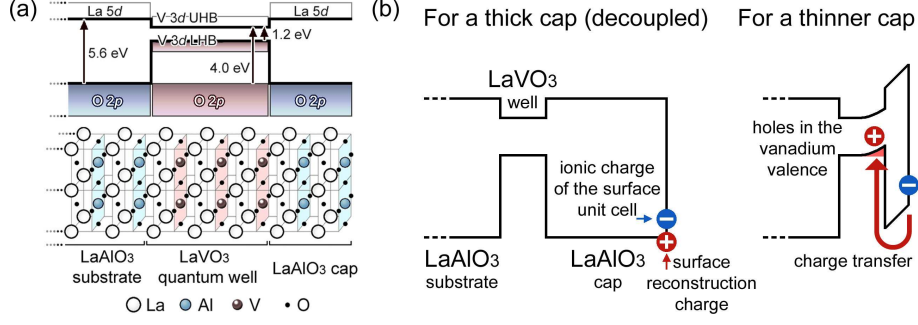 (a)
La 5d
V 3d UHB
La 5d
V 3d LHB
1.2 eV
5.6 eV
4.0 eV
O 2p
O 2p
O 2p
LaAlO3
substrate
LaVO3
quantum well
LaAlO3 cap
La
Al
V
O
(b)
For a thick cap (decoupled)
LaVO3
well
ionic charge
of the surface
unit cell
−
+
LaAlO3
substrate
LaAlO3
cap
surface
reconstruction
charge
For a thinner cap
holes in the
vanadium
valence
+
−
charge transfer